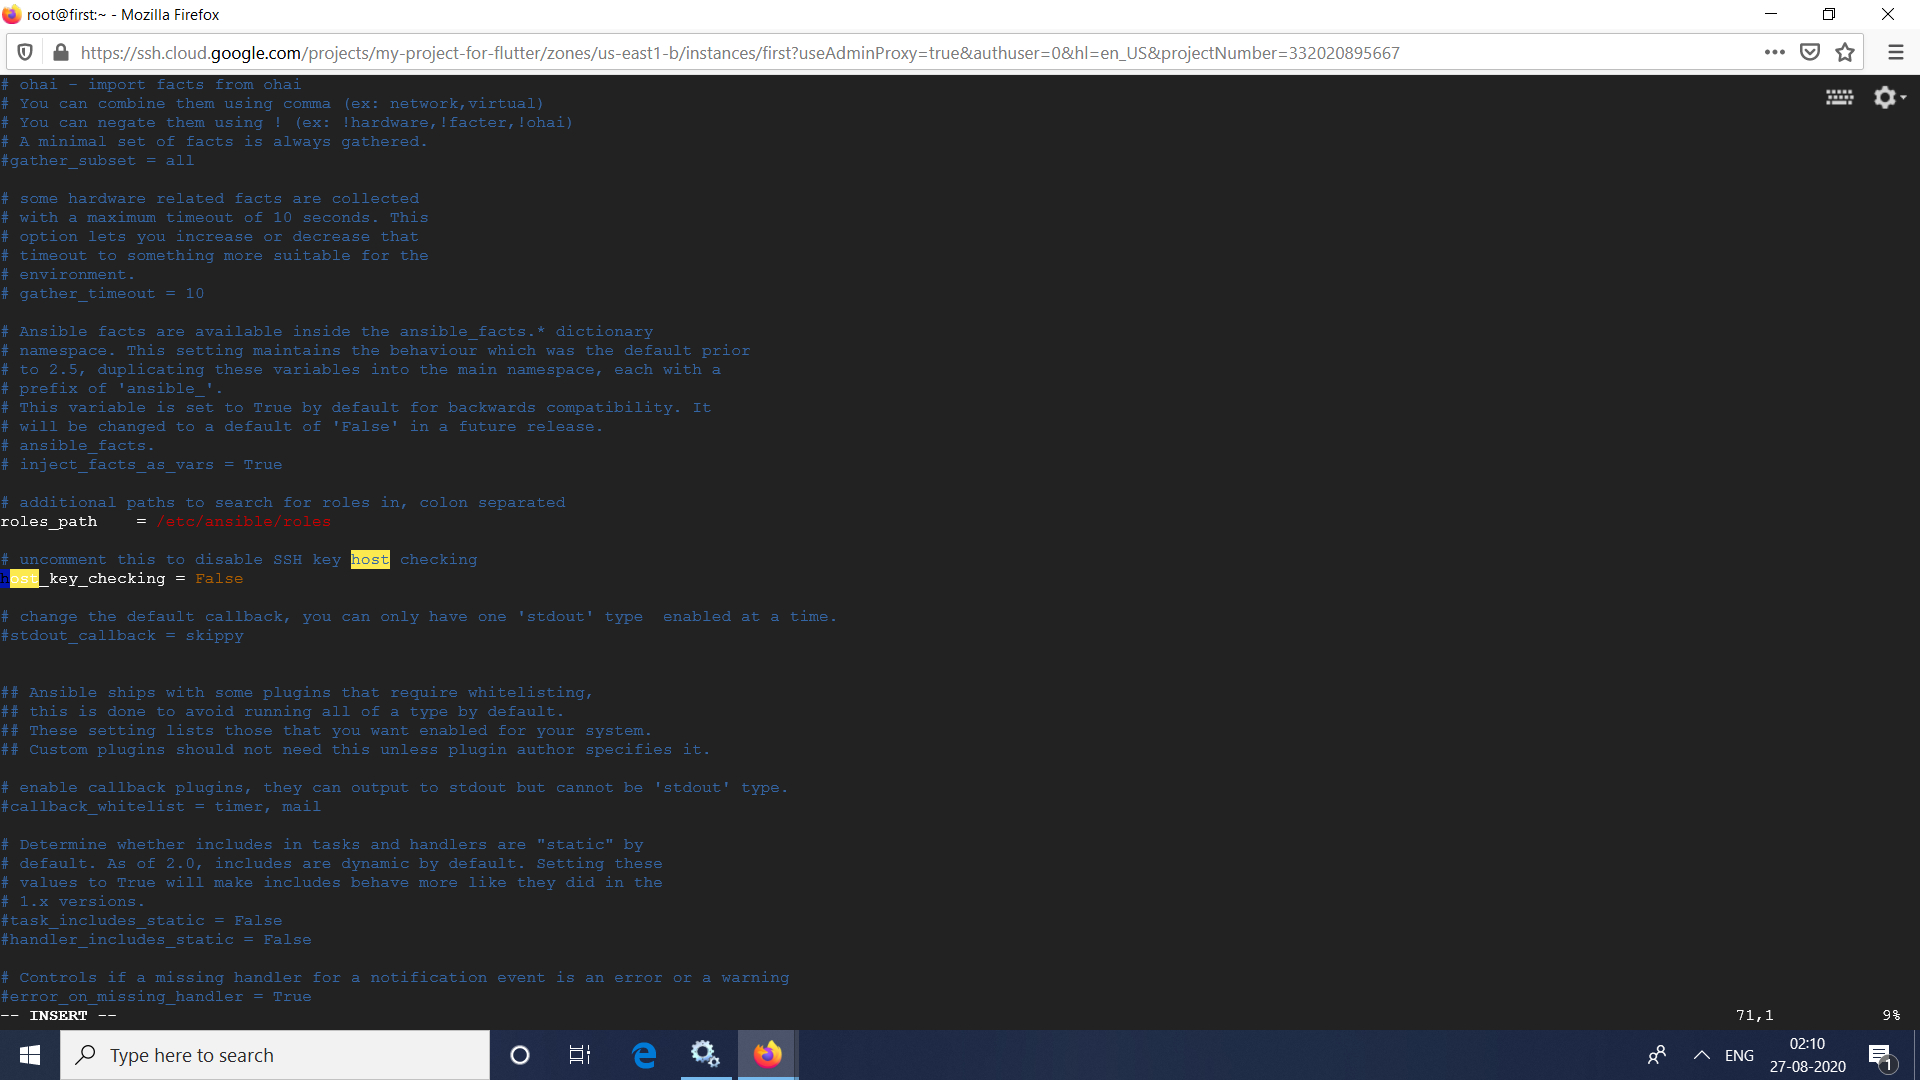 root@first:~ - Mozilla Firefox
https://ssh.cloud.google.com/projects/my-project-for-flutter/zones/us-east1-b/instances/first?useAdminProxy=true&authuser=0&hl=en_US&projectNumber=332020895667
# ohai - import facts from ohai
# You can combine them using comma (ex: network,virtual)
# You can negate them using ! (ex: !hardware,!facter,!ohai)
# A minimal set of facts is always gathered.
#gather_subset = all
# some hardware related facts are collected
# with a maximum timeout of 10 seconds. This
# option lets you increase or decrease that
# timeout to something more suitable for the
# environment.
# gather_timeout = 10
# Ansible facts are available inside the ansible_facts.* dictionary
# namespace. This setting maintains the behaviour which was the default prior
# to 2.5, duplicating these variables into the main namespace, each with a
# prefix of 'ansible_'.
# This variable is set to True by default for backwards compatibility. It
# will be changed to a default of 'False' in a future release.
# ansible_facts.
# inject_facts_as_vars = True
# additional paths to search for roles in, colon separated
roles_path    = /etc/ansible/roles
# uncomment this to disable SSH key host checking
host_key_checking = False
# change the default callback, you can only have one 'stdout' type  enabled at a time.
#stdout_callback = skippy
## Ansible ships with some plugins that require whitelisting,
## this is done to avoid running all of a type by default.
## These setting lists those that you want enabled for your system.
## Custom plugins should not need this unless plugin author specifies it.
# enable callback plugins, they can output to stdout but cannot be 'stdout' type.
#callback_whitelist = timer, mail
# Determine whether includes in tasks and handlers are "static" by
# default. As of 2.0, includes are dynamic by default. Setting these
# values to True will make includes behave more like they did in the
# 1.x versions.
#task_includes_static = False
#handler_includes_static = False
# Controls if a missing handler for a notification event is an error or a warning
#error_on_missing_handler = True
-- INSERT -- 71,1 9%
Type here to search
ENG
02:10
27-08-2020
1